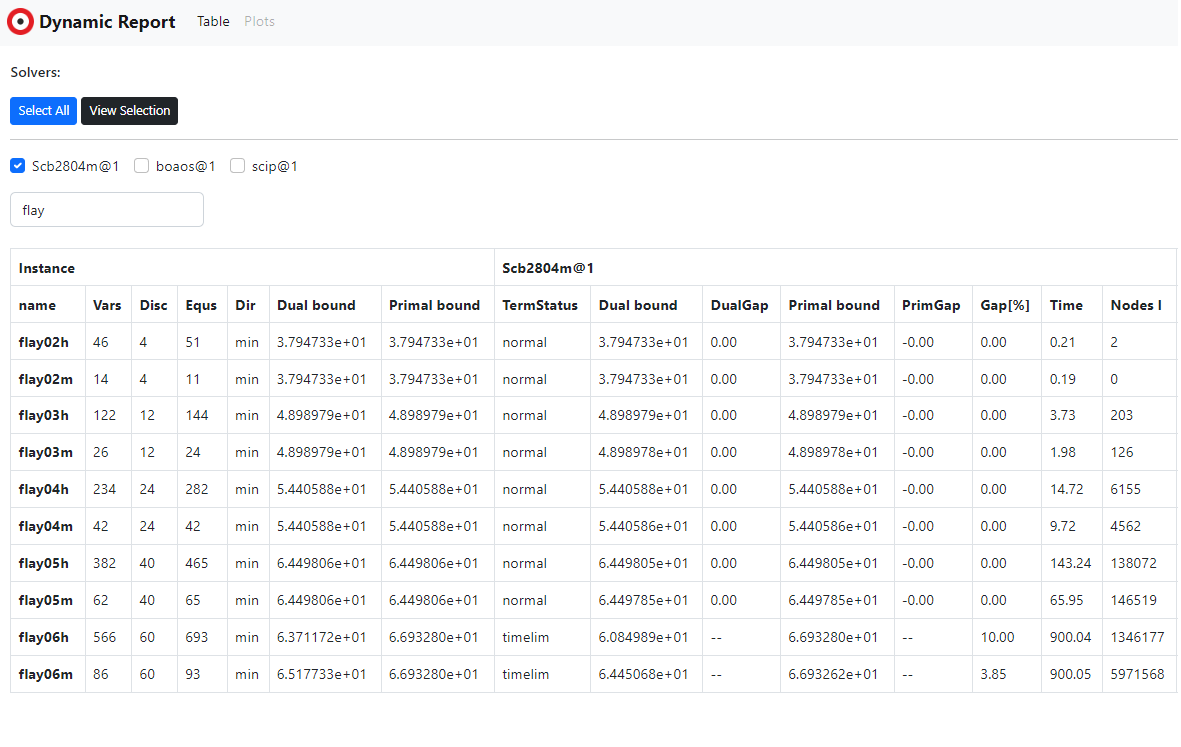 Dynamic Report Table Plots
Solvers:
Select All View Selection
Scb2804m@1 boaos@1 scip@1
flay
Instance Scb2804m@1
name Vars Disc Equs Dir Dual bound Primal bound TermStatus Dual bound DualGap Primal bound PrimGap Gap[%] Time Nodes I
flay02h 46 4 51 min 3.794733e+01 3.794733e+01 normal 3.794733e+01 0.00 3.794733e+01 -0.00 0.00 0.21 2
flay02m 14 4 11 min 3.794733e+01 3.794733e+01 normal 3.794733e+01 0.00 3.794733e+01 -0.00 0.00 0.19 0
flay03h 122 12 144 min 4.898979e+01 4.898979e+01 normal 4.898979e+01 0.00 4.898979e+01 -0.00 0.00 3.73 203
flay03m 26 12 24 min 4.898979e+01 4.898979e+01 normal 4.898978e+01 0.00 4.898978e+01 -0.00 0.00 1.98 126
flay04h 234 24 282 min 5.440588e+01 5.440588e+01 normal 5.440588e+01 0.00 5.440588e+01 -0.00 0.00 14.72 6155
flay04m 42 24 42 min 5.440588e+01 5.440588e+01 normal 5.440586e+01 0.00 5.440586e+01 -0.00 0.00 9.72 4562
flay05h 382 40 465 min 6.449806e+01 6.449806e+01 normal 6.449805e+01 0.00 6.449805e+01 -0.00 0.00 143.24 138072
flay05m 62 40 65 min 6.449806e+01 6.449806e+01 normal 6.449785e+01 0.00 6.449785e+01 -0.00 0.00 65.95 146519
flay06h 566 60 693 min 6.371172e+01 6.693280e+01 timelim 6.084989e+01 -- 6.693280e+01 -- 10.00 900.04 1346177
flay06m 86 60 93 min 6.517733e+01 6.693280e+01 timelim 6.445068e+01 -- 6.693262e+01 -- 3.85 900.05 5971568